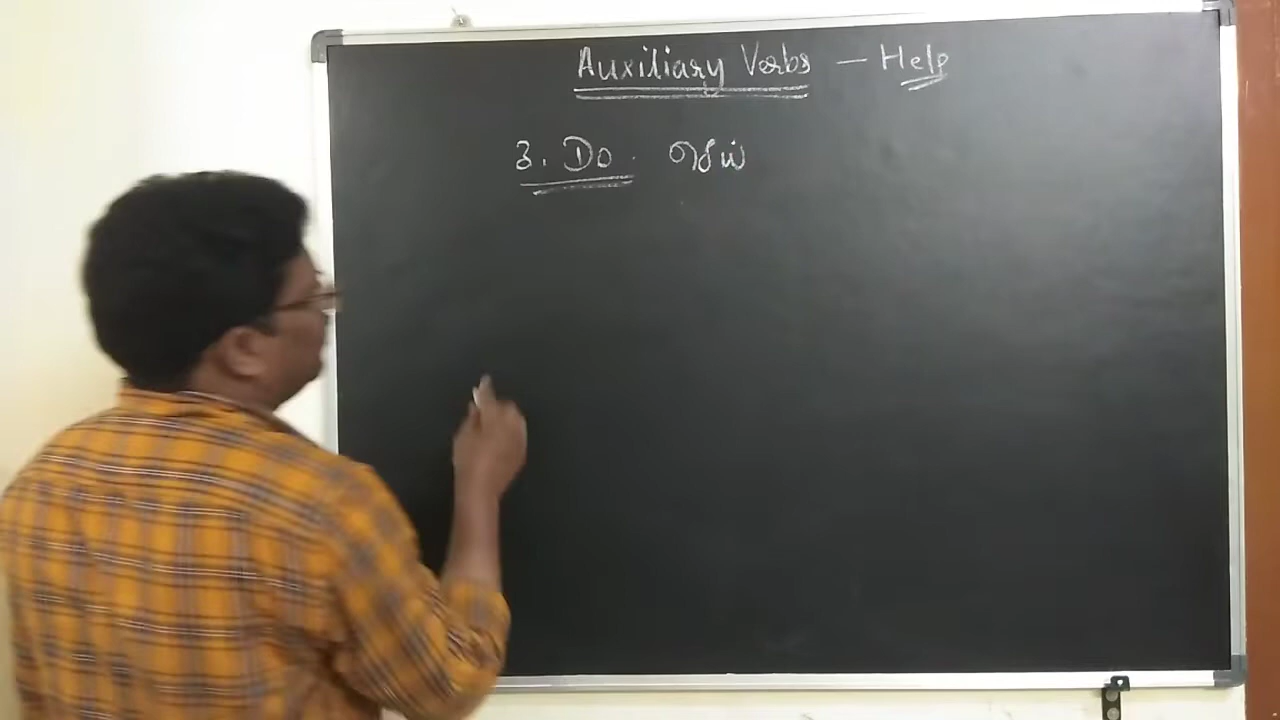 Auxiliary Verbs — Help
3. Do. செய்